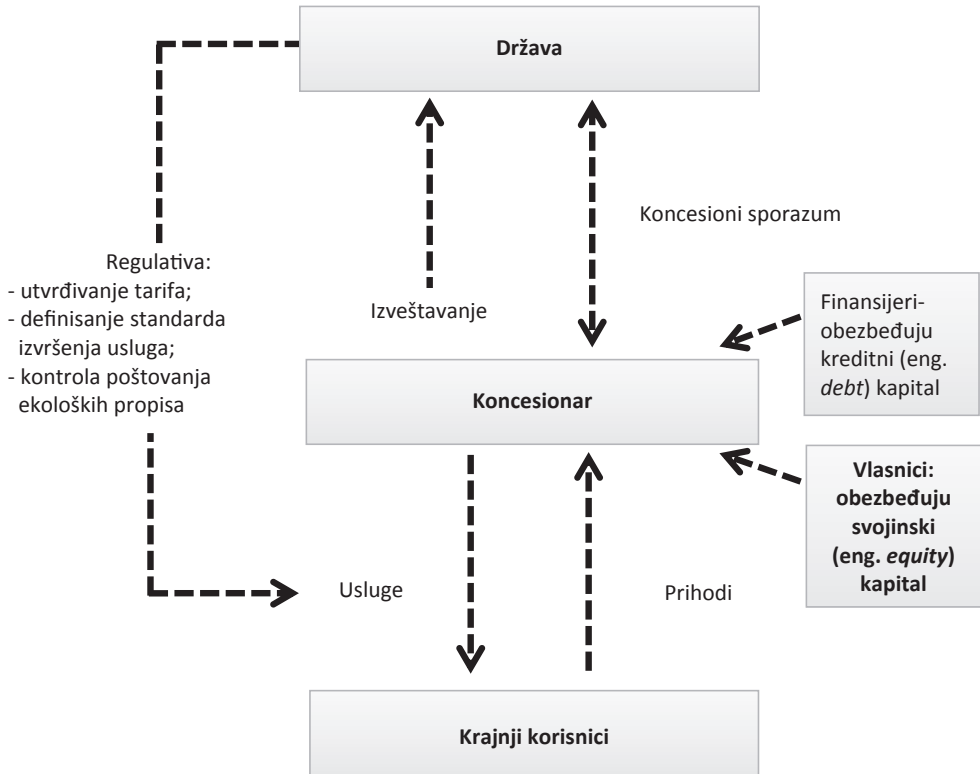 Država
Koncesioni sporazum
Regulativa:
- utvrđivanje tarifa;
- definisanje standarda
izvršenja usluga;
- kontrola poštovanja
ekoloških propisa
Izveštavanje
Finansijeri-
obezbeđuju
kreditni (eng.
debt) kapital
Koncesionar
Vlasnici:
obezbeđuju
svojinski
(eng. equity)
kapital
Usluge
Prihodi
Krajnji korisnici